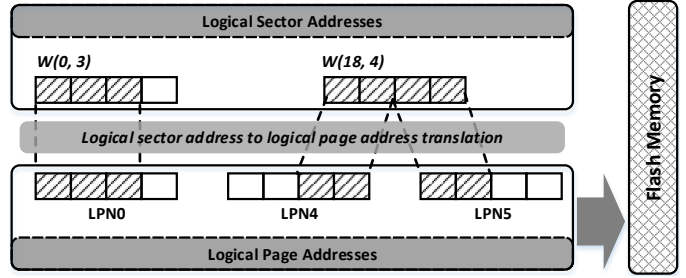 Logical Sector Addresses
W(0, 3)
W(18, 4)
Logical sector address to logical page address translation
LPN0
LPN4
LPN5
Logical Page Addresses
Flash Memory